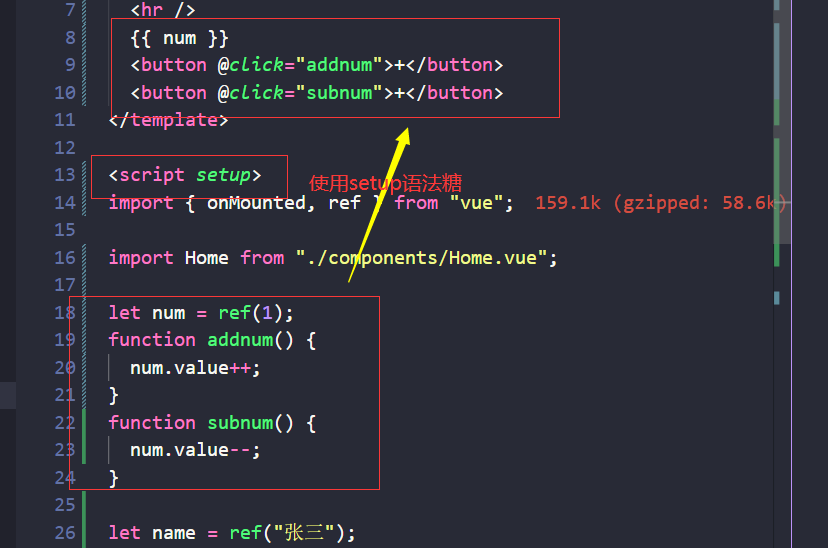 7 <hr />
8 {{ num }}
9 <button @click="addnum">+</button>
10 <button @click="subnum">+</button>
11 </template>
12
13 <script setup> 使用setup语法糖
14 import { onMounted, ref } from "vue"; 159.1k (gzipped: 58.6k)
15
16 import Home from "./components/Home.vue";
17
18 let num = ref(1);
19 function addnum() {
20 num.value++;
21 }
22 function subnum() {
23 num.value--;
24 }
25
26 let name = ref("张三");